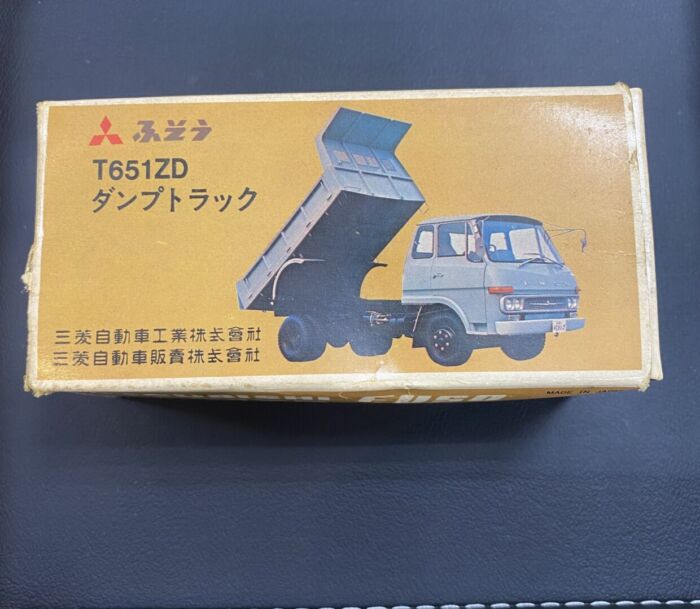 ふそう
T651ZD
ダンプトラック
三菱自動車工業株式會社
三菱自動車販賣株式會社
MADE IN